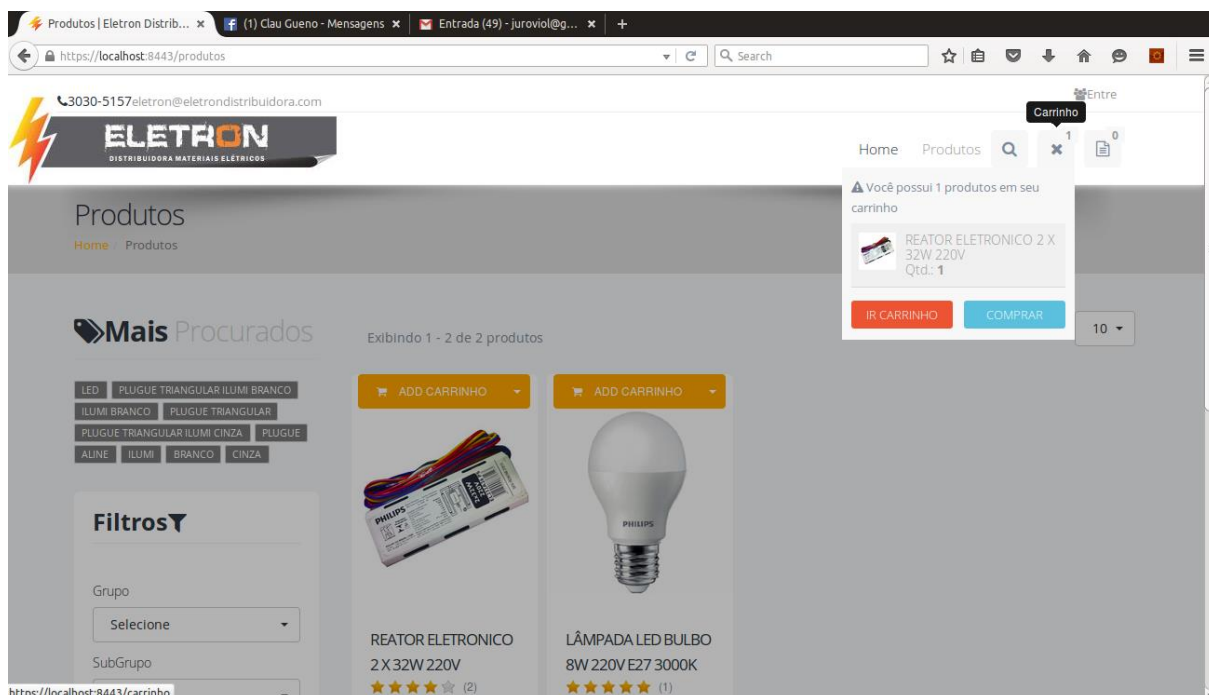 Produtos | Eletron Distrib...
(1) Clau Gueno - Mensagens
Entrada (49) - juroviol@g...
https://localhost:8443/produtos
Search
3030-5157 eletron@eletrondistribuidora.com
Entre
Carrinho
ELETRON
DISTRIBUIDORA MATERIAIS ELÉTRICOS
Home Produtos 1 0
Você possui 1 produtos em seu
carrinho
REATOR ELETRONICO 2 X
32W 220V
Qtd.: 1
IR CARRINHO COMPRAR
Produtos
Home / Produtos
Mais Procurados
Exibindo 1 - 2 de 2 produtos
10
LED PLUGUE TRIANGULAR ILUMI BRANCO
ILUMI BRANCO PLUGUE TRIANGULAR
PLUGUE TRIANGULAR ILUMI CINZA PLUGUE
ALINE ILUMI BRANCO CINZA
ADD CARRINHO
ADD CARRINHO
PHILIPS
PHILIPS
Filtros
Grupo
Selecione
SubGrupo
REATOR ELETRONICO
2 X 32W 220V
(2)
LÂMPADA LED BULBO
8W 220V E27 3000K
(1)
https://localhost:8443/carrinho